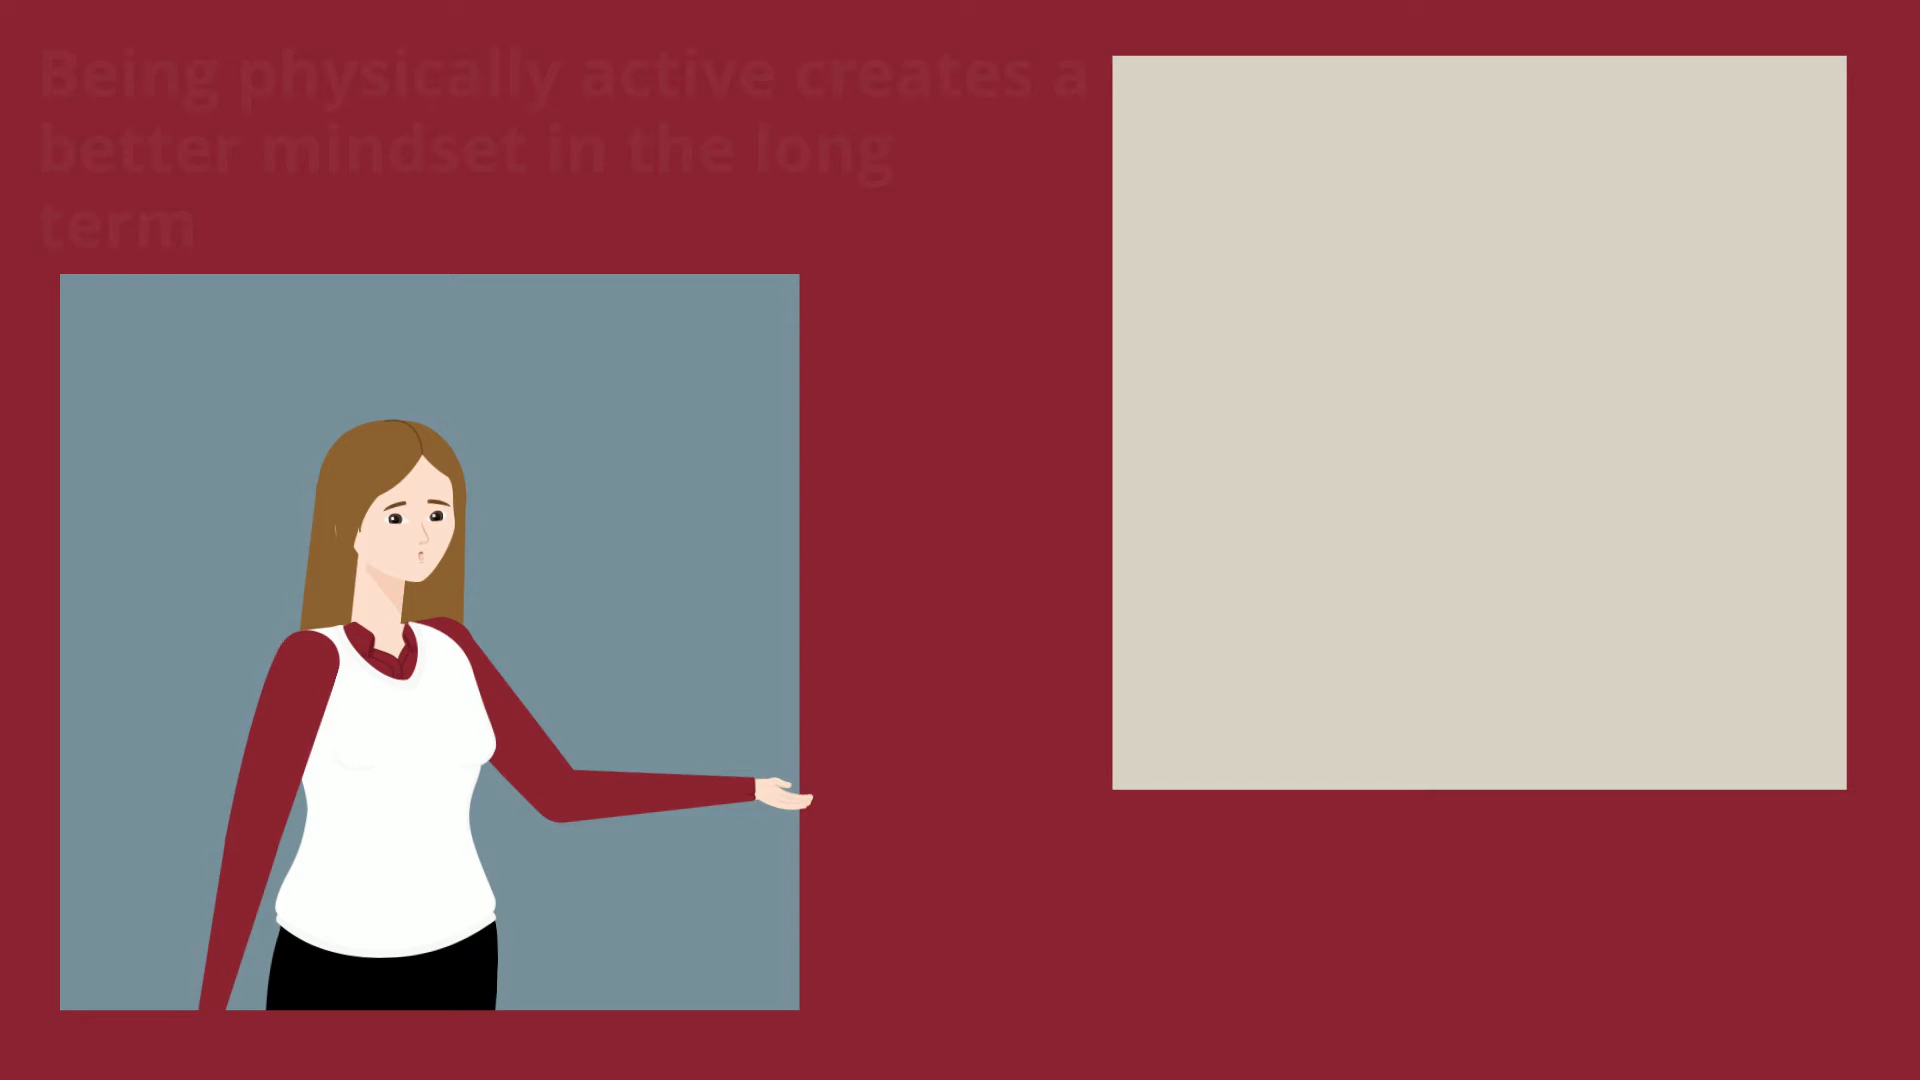 Being physically active creates a
better mindset in the long
term